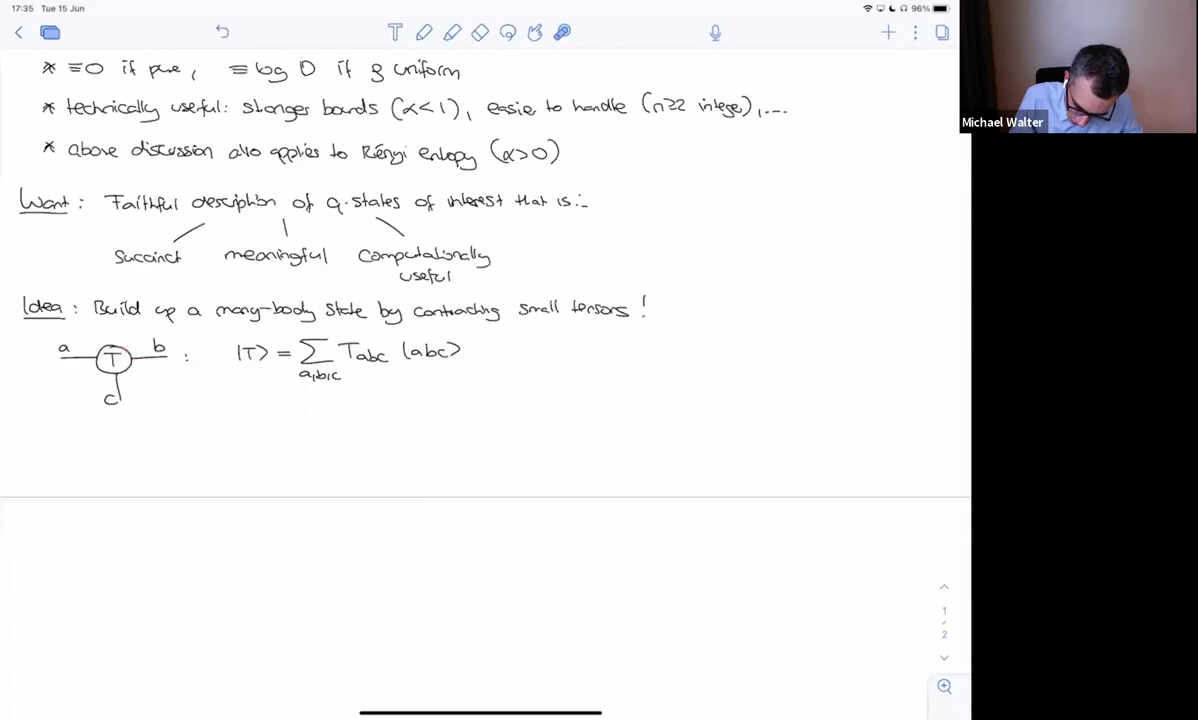 17:35 Tue 15 Jun
96%
* ≡0 if pure, ≡ log D if ρ uniform
* technically useful: stronger bounds (α<1), easier to handle (n≥2 integer), ...
* above discussion also applies to Rényi entropy (α>0)
Want: Faithful description of q. states of interest that is:
Succinct meaningful computationally
useful
Idea: Build up a many-body state by contracting small tensors!
a T b : |T> = ∑ Tabc |abc>
a,b,c
c
Michael Walter
1
/
2